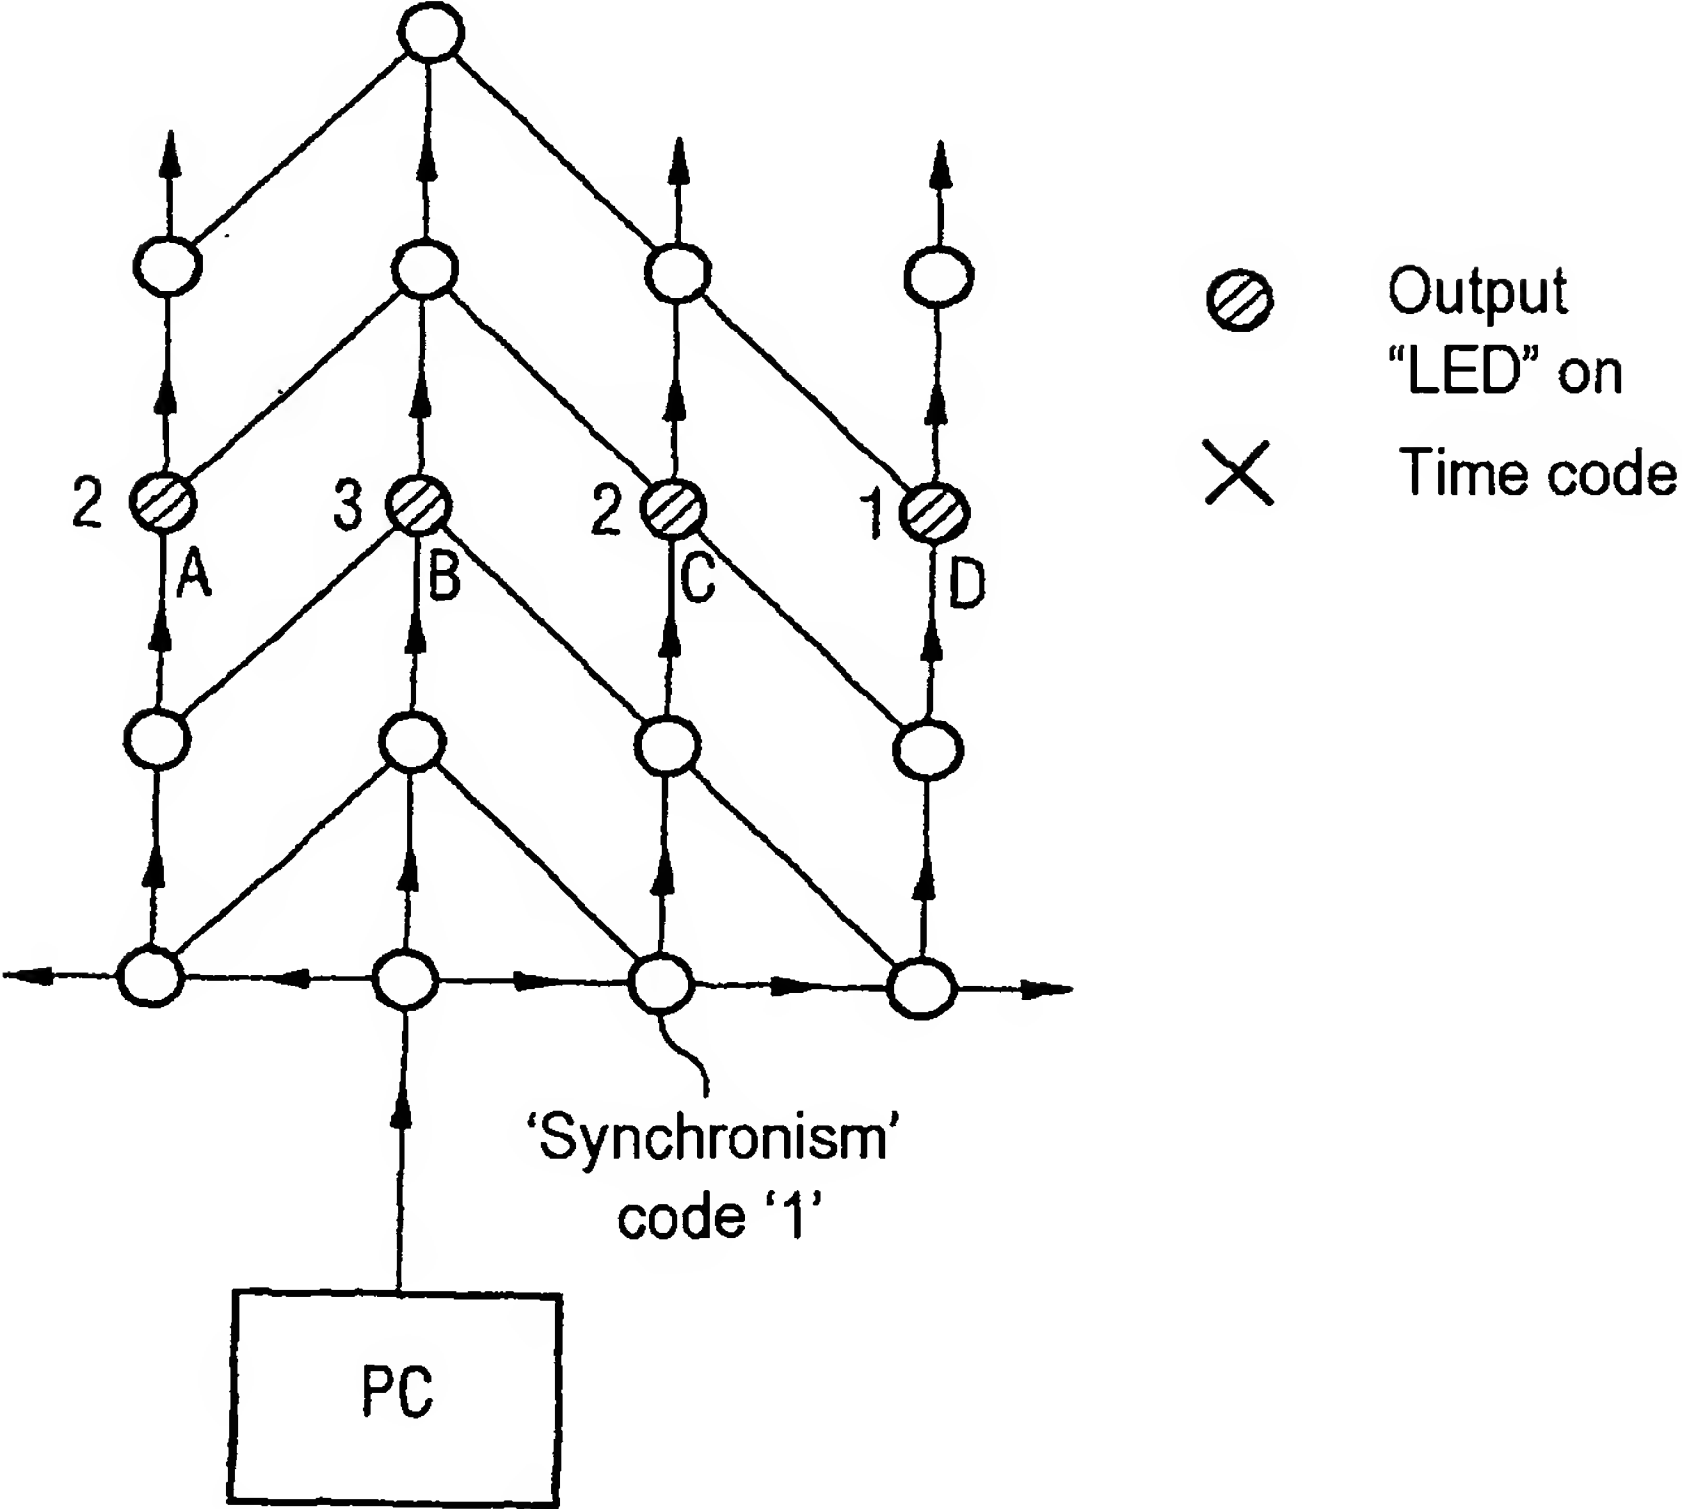 Output
“LED” on
Time code
2
3
2
1
A
B
C
D
‘Synchronism’
code ‘1’
PC